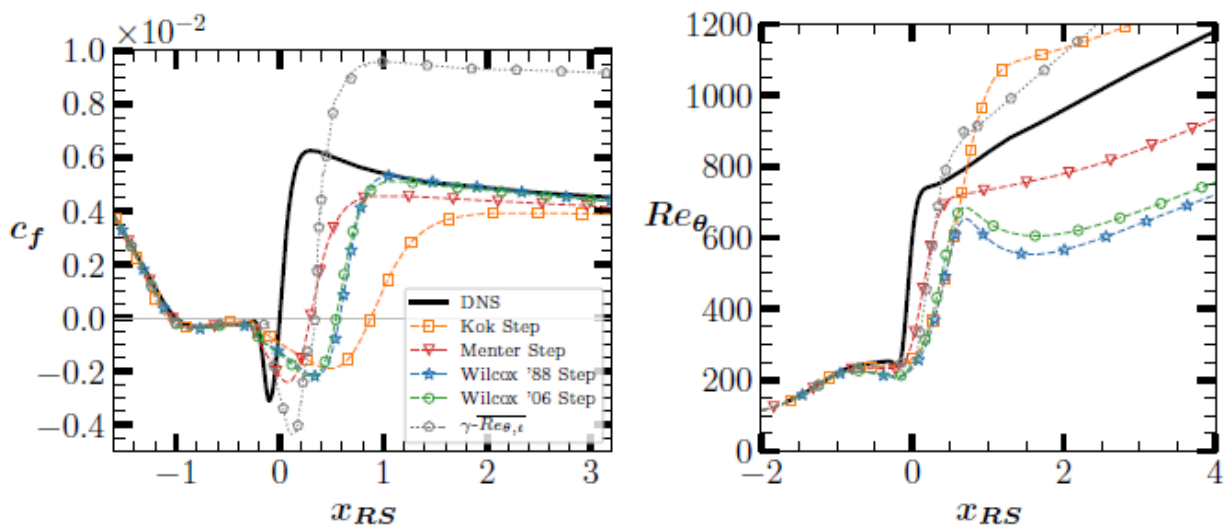 ×10⁻²
1.0
0.8
0.6
0.4
0.2
0.0
−0.2
−0.4
c_f
−1 0 1 2 3
x_RS
DNS
Kok Step
Menter Step
Wilcox '88 Step
Wilcox '06 Step
γ-Re_θ,t
1200
1000
800
600
400
200
0
Re_θ
−2 0 2 4
x_RS